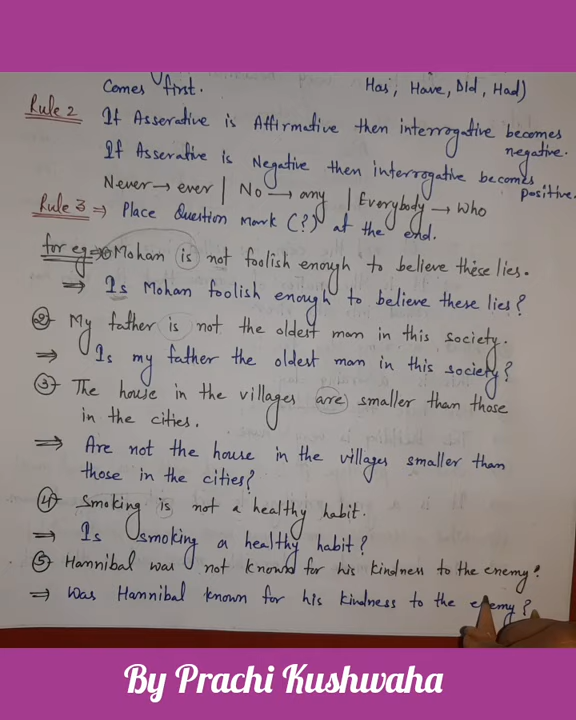 Comes first. Has, Have, Did, Had)
Rule 2 If Asserative is Affirmative then interrogative becomes negative.
If Asserative is Negative then interrogative becomes positive.
Never → ever | No → any | Everybody → Who
Rule 3 ⇒ Place Question mark (?) at the end.
for eg ⇒ ① Mohan is not foolish enough to believe these lies.
⇒ Is Mohan foolish enough to believe these lies?
② My father is not the oldest man in this society.
⇒ Is my father the oldest man in this society?
③ The house in the villages are smaller than those
in the cities.
⇒ Are not the house in the villages smaller than
those in the cities?
④ Smoking is not a healthy habit.
⇒ Is smoking a healthy habit?
⑤ Hannibal was not known for his kindness to the enemy.
⇒ Was Hannibal known for his kindness to the enemy?
By Prachi Kushwaha